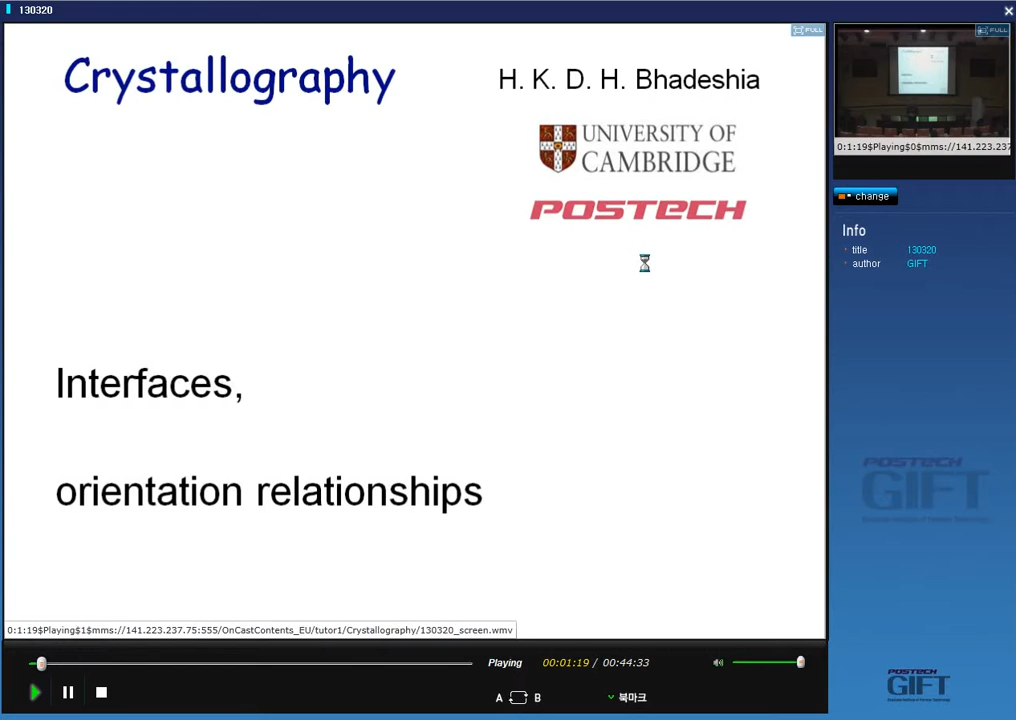 130320
FULL
Crystallography
H. K. D. H. Bhadeshia
UNIVERSITY OF
CAMBRIDGE
POSTECH
Interfaces,
orientation relationships
0:1:19$Playing$1$mms://141.223.237.75:555/OnCastContents_EU/tutor1/Crystallography/130320_screen.wmv
Playing 00:01:19 / 00:44:33
A B 북마크
FULL
0:1:19$Playing$0$mms://141.223.237
change
Info
title 130320
author GIFT
POSTECH
GIFT
POSTECH
GIFT